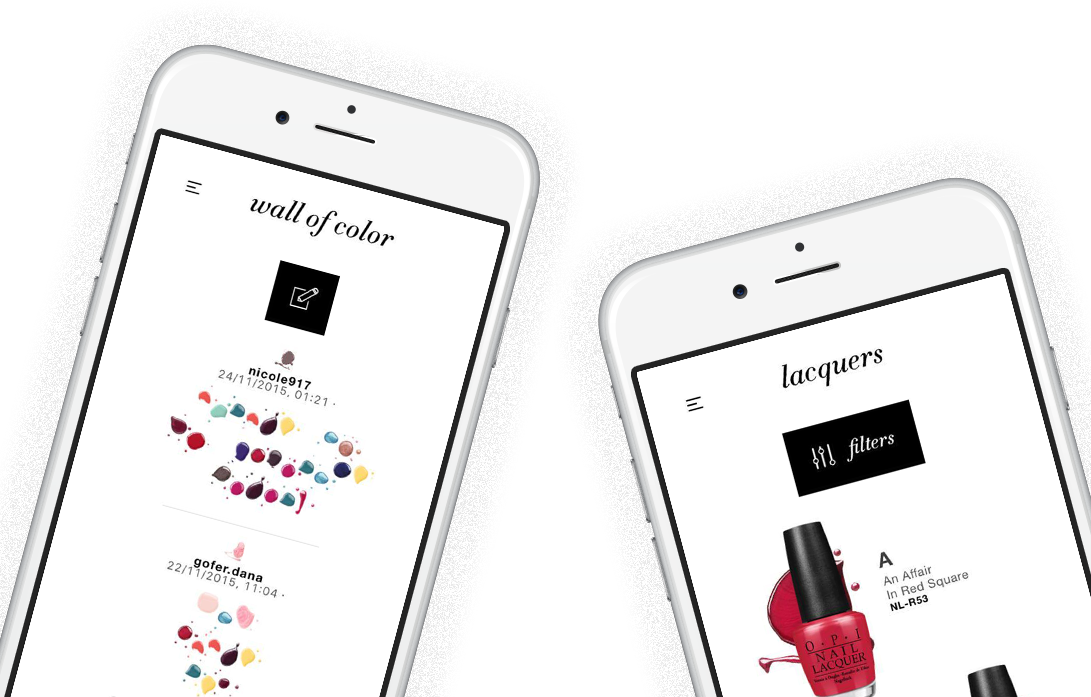 wall of color
nicole917
24/11/2015, 01:21 ·
gofer.dana
22/11/2015, 11:04 ·
lacquers
filters
A
An Affair
In Red Square
NL-R53
O·P·I
NAIL
LACQUER